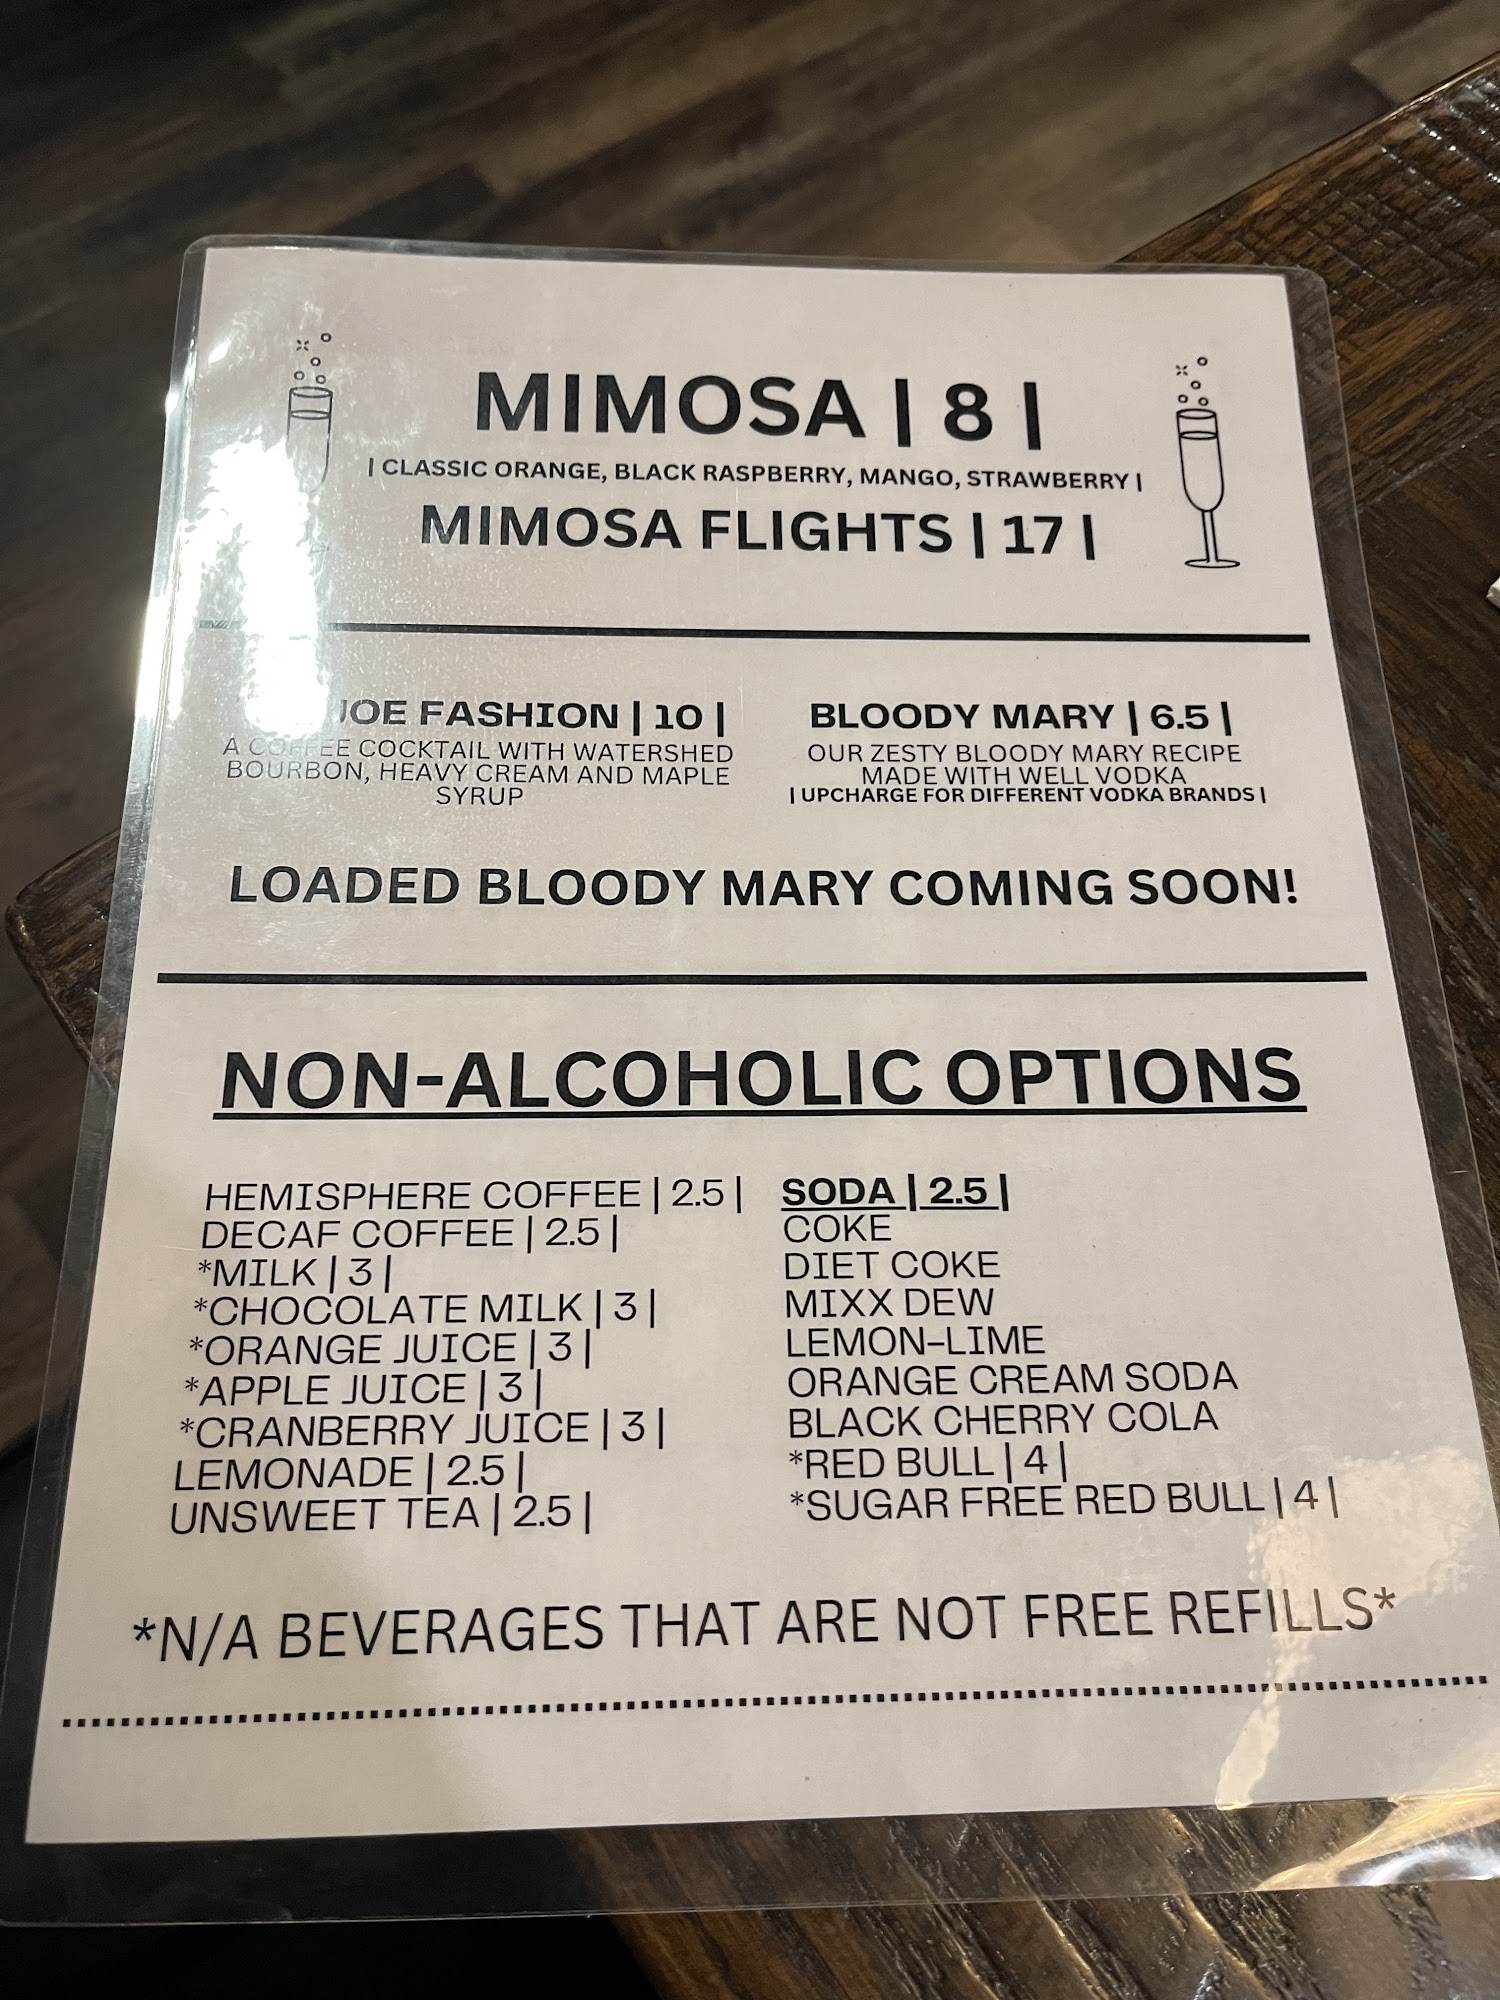 MIMOSA | 8 |
| CLASSIC ORANGE, BLACK RASPBERRY, MANGO, STRAWBERRY |
MIMOSA FLIGHTS | 17 |
JOE FASHION | 10 |
A COFFEE COCKTAIL WITH WATERSHED
BOURBON, HEAVY CREAM AND MAPLE
SYRUP
BLOODY MARY | 6.5 |
OUR ZESTY BLOODY MARY RECIPE
MADE WITH WELL VODKA
| UPCHARGE FOR DIFFERENT VODKA BRANDS |
LOADED BLOODY MARY COMING SOON!
NON-ALCOHOLIC OPTIONS
HEMISPHERE COFFEE | 2.5 |
DECAF COFFEE | 2.5 |
*MILK | 3 |
*CHOCOLATE MILK | 3 |
*ORANGE JUICE | 3 |
*APPLE JUICE | 3 |
*CRANBERRY JUICE | 3 |
LEMONADE | 2.5 |
UNSWEET TEA | 2.5 |
SODA | 2.5 |
COKE
DIET COKE
MIXX DEW
LEMON-LIME
ORANGE CREAM SODA
BLACK CHERRY COLA
*RED BULL | 4 |
*SUGAR FREE RED BULL | 4 |
*N/A BEVERAGES THAT ARE NOT FREE REFILLS*